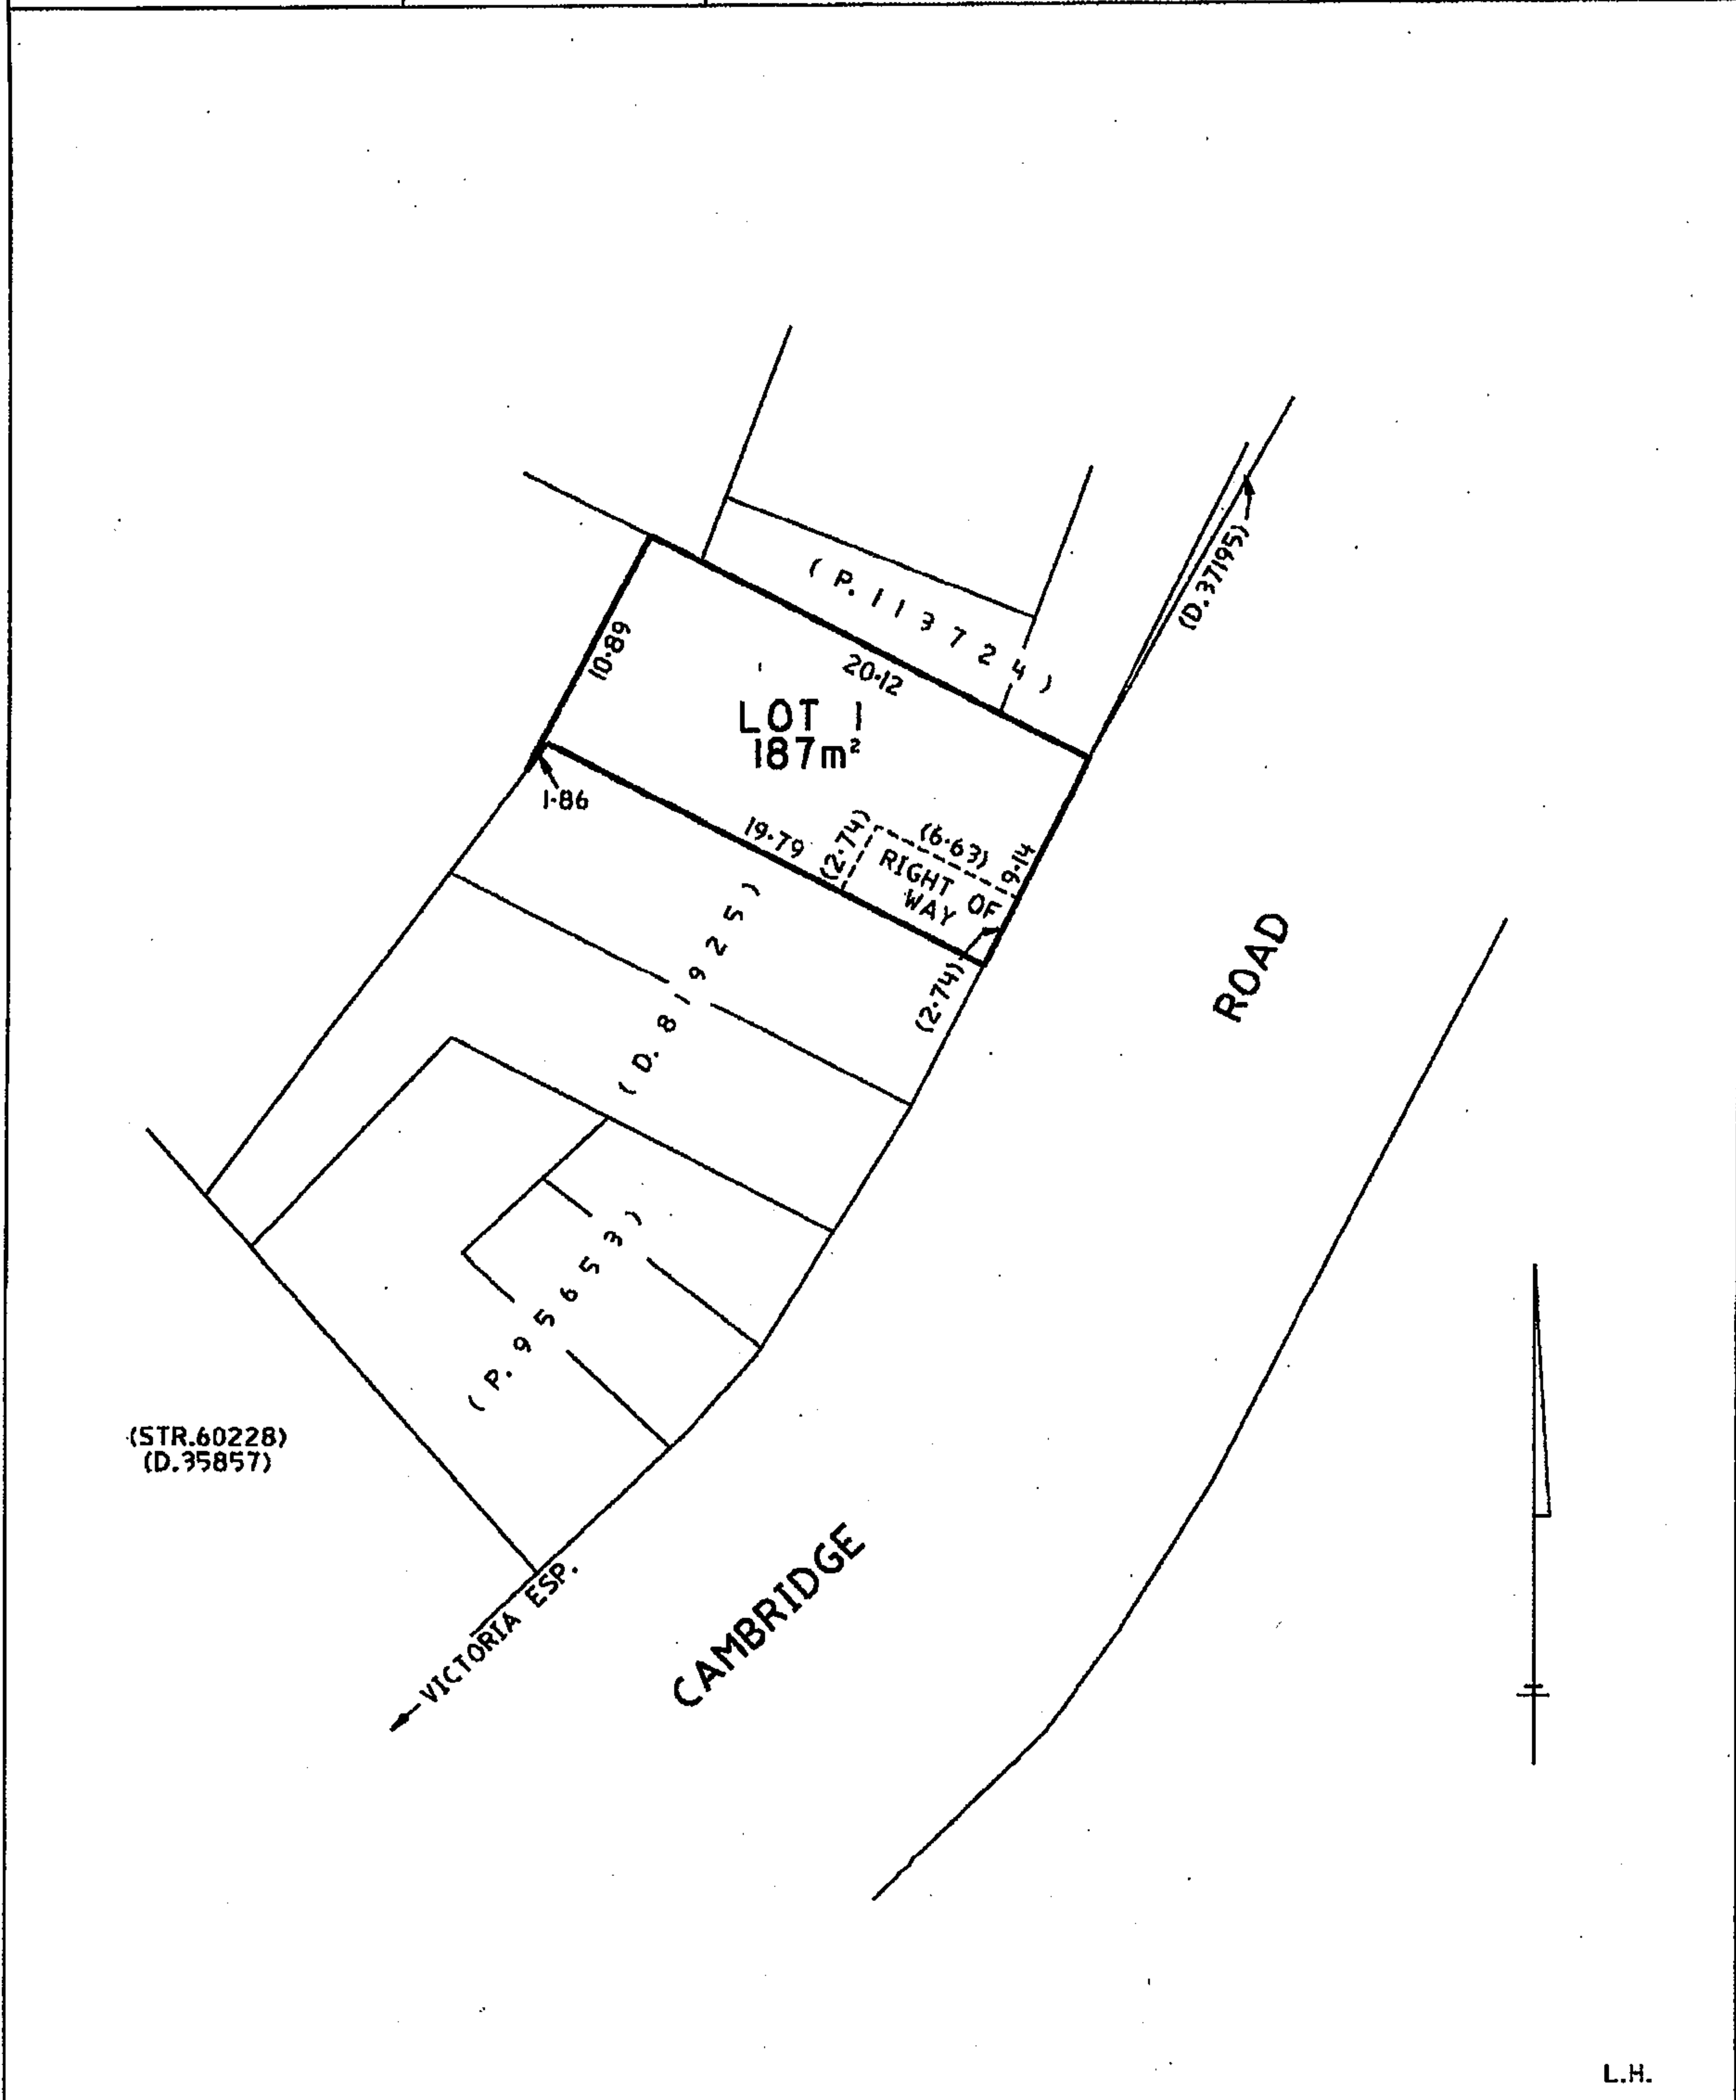 (D.37195)
(P.113724)
10·89
20·12
LOT 1
187m²
1·86
19·79
(2·74)
(6·63)
9·14
RIGHT OF
WAY
(2·74)
(D.81925)
ROAD
(P.95653)
(STR.60228)
(D.35857)
VICTORIA ESP.
CAMBRIDGE
L.H.